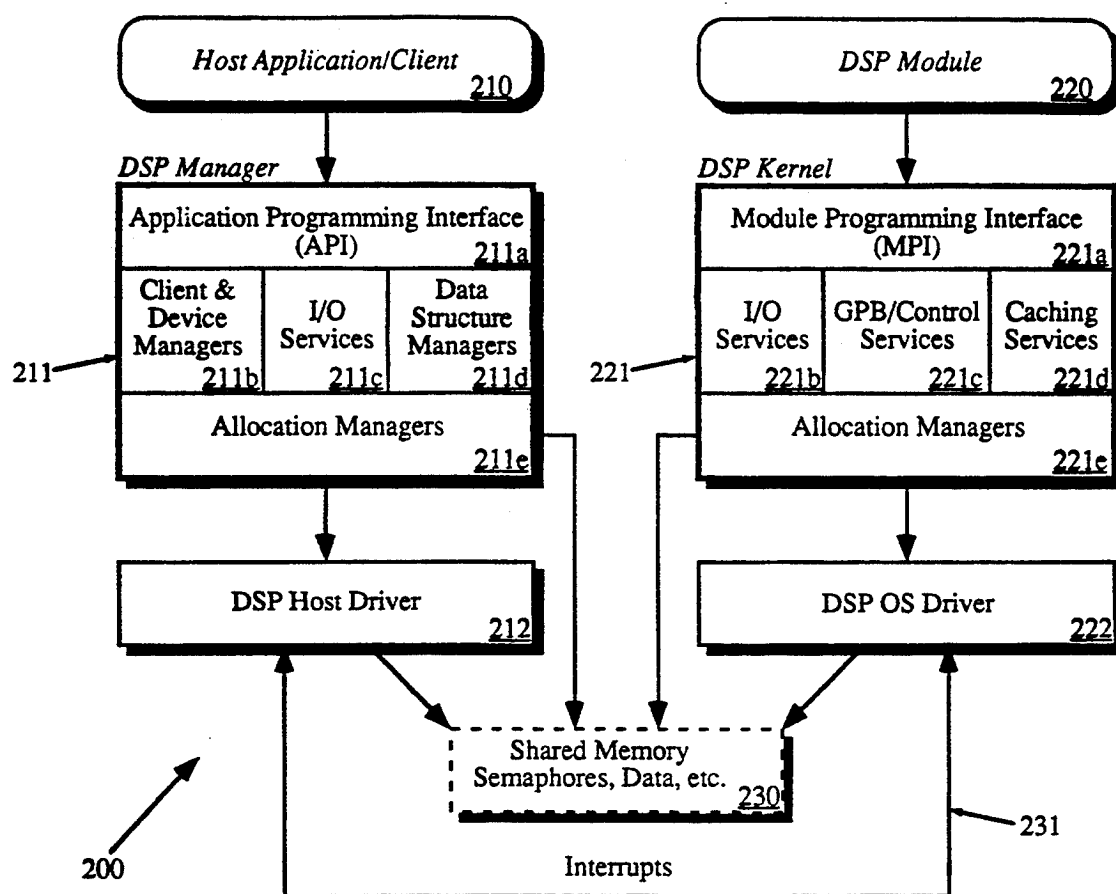 Host Application/Client
210
DSP Module
220
DSP Manager
Application Programming Interface
(API)
211a
Client &
Device
Managers
211b
I/O
Services
211c
Data
Structure
Managers
211d
Allocation Managers
211e
211
DSP Kernel
Module Programming Interface
(MPI)
221a
I/O
Services
221b
GPB/Control
Services
221c
Caching
Services
221d
Allocation Managers
221e
221
DSP Host Driver
212
DSP OS Driver
222
Shared Memory
Semaphores, Data, etc.
230
231
200
Interrupts